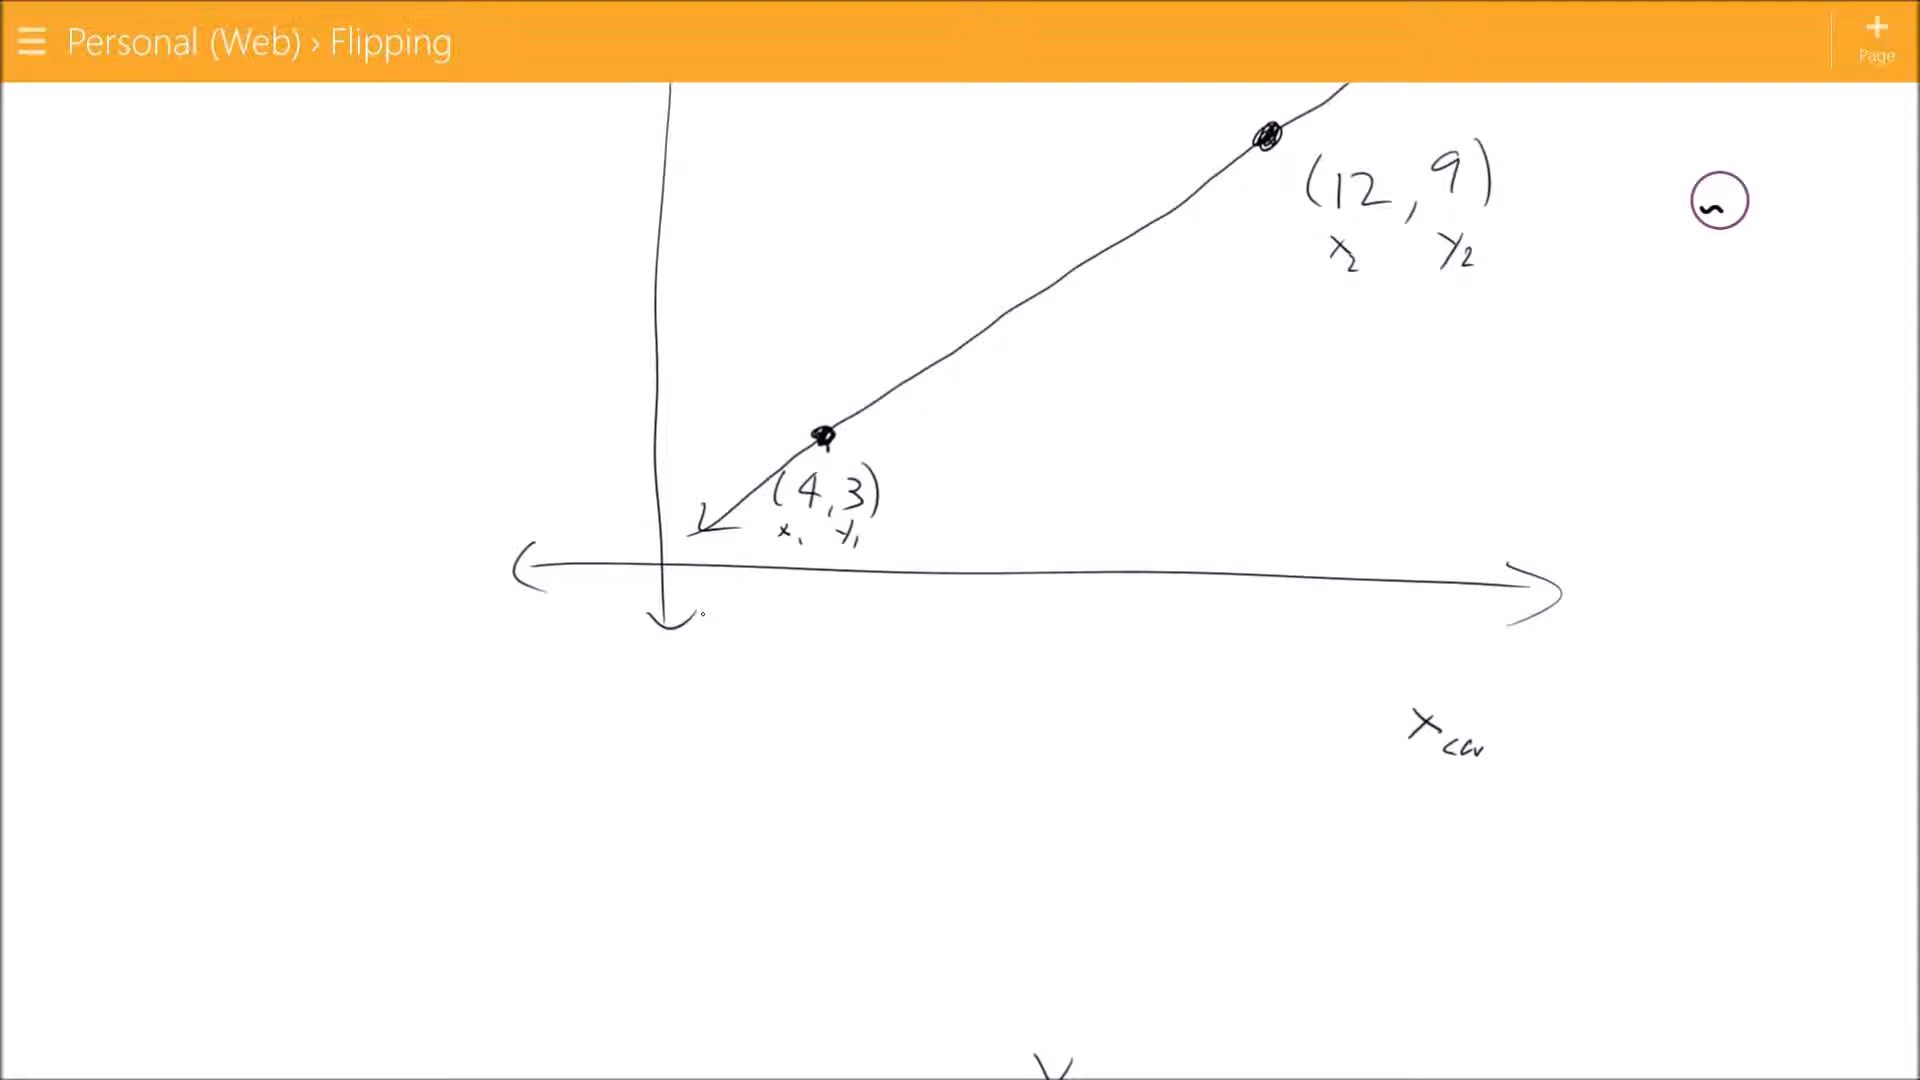 Personal (Web) › Flipping
Page
(12, 9)
x₂ y₂
(4, 3)
x₁ y₁